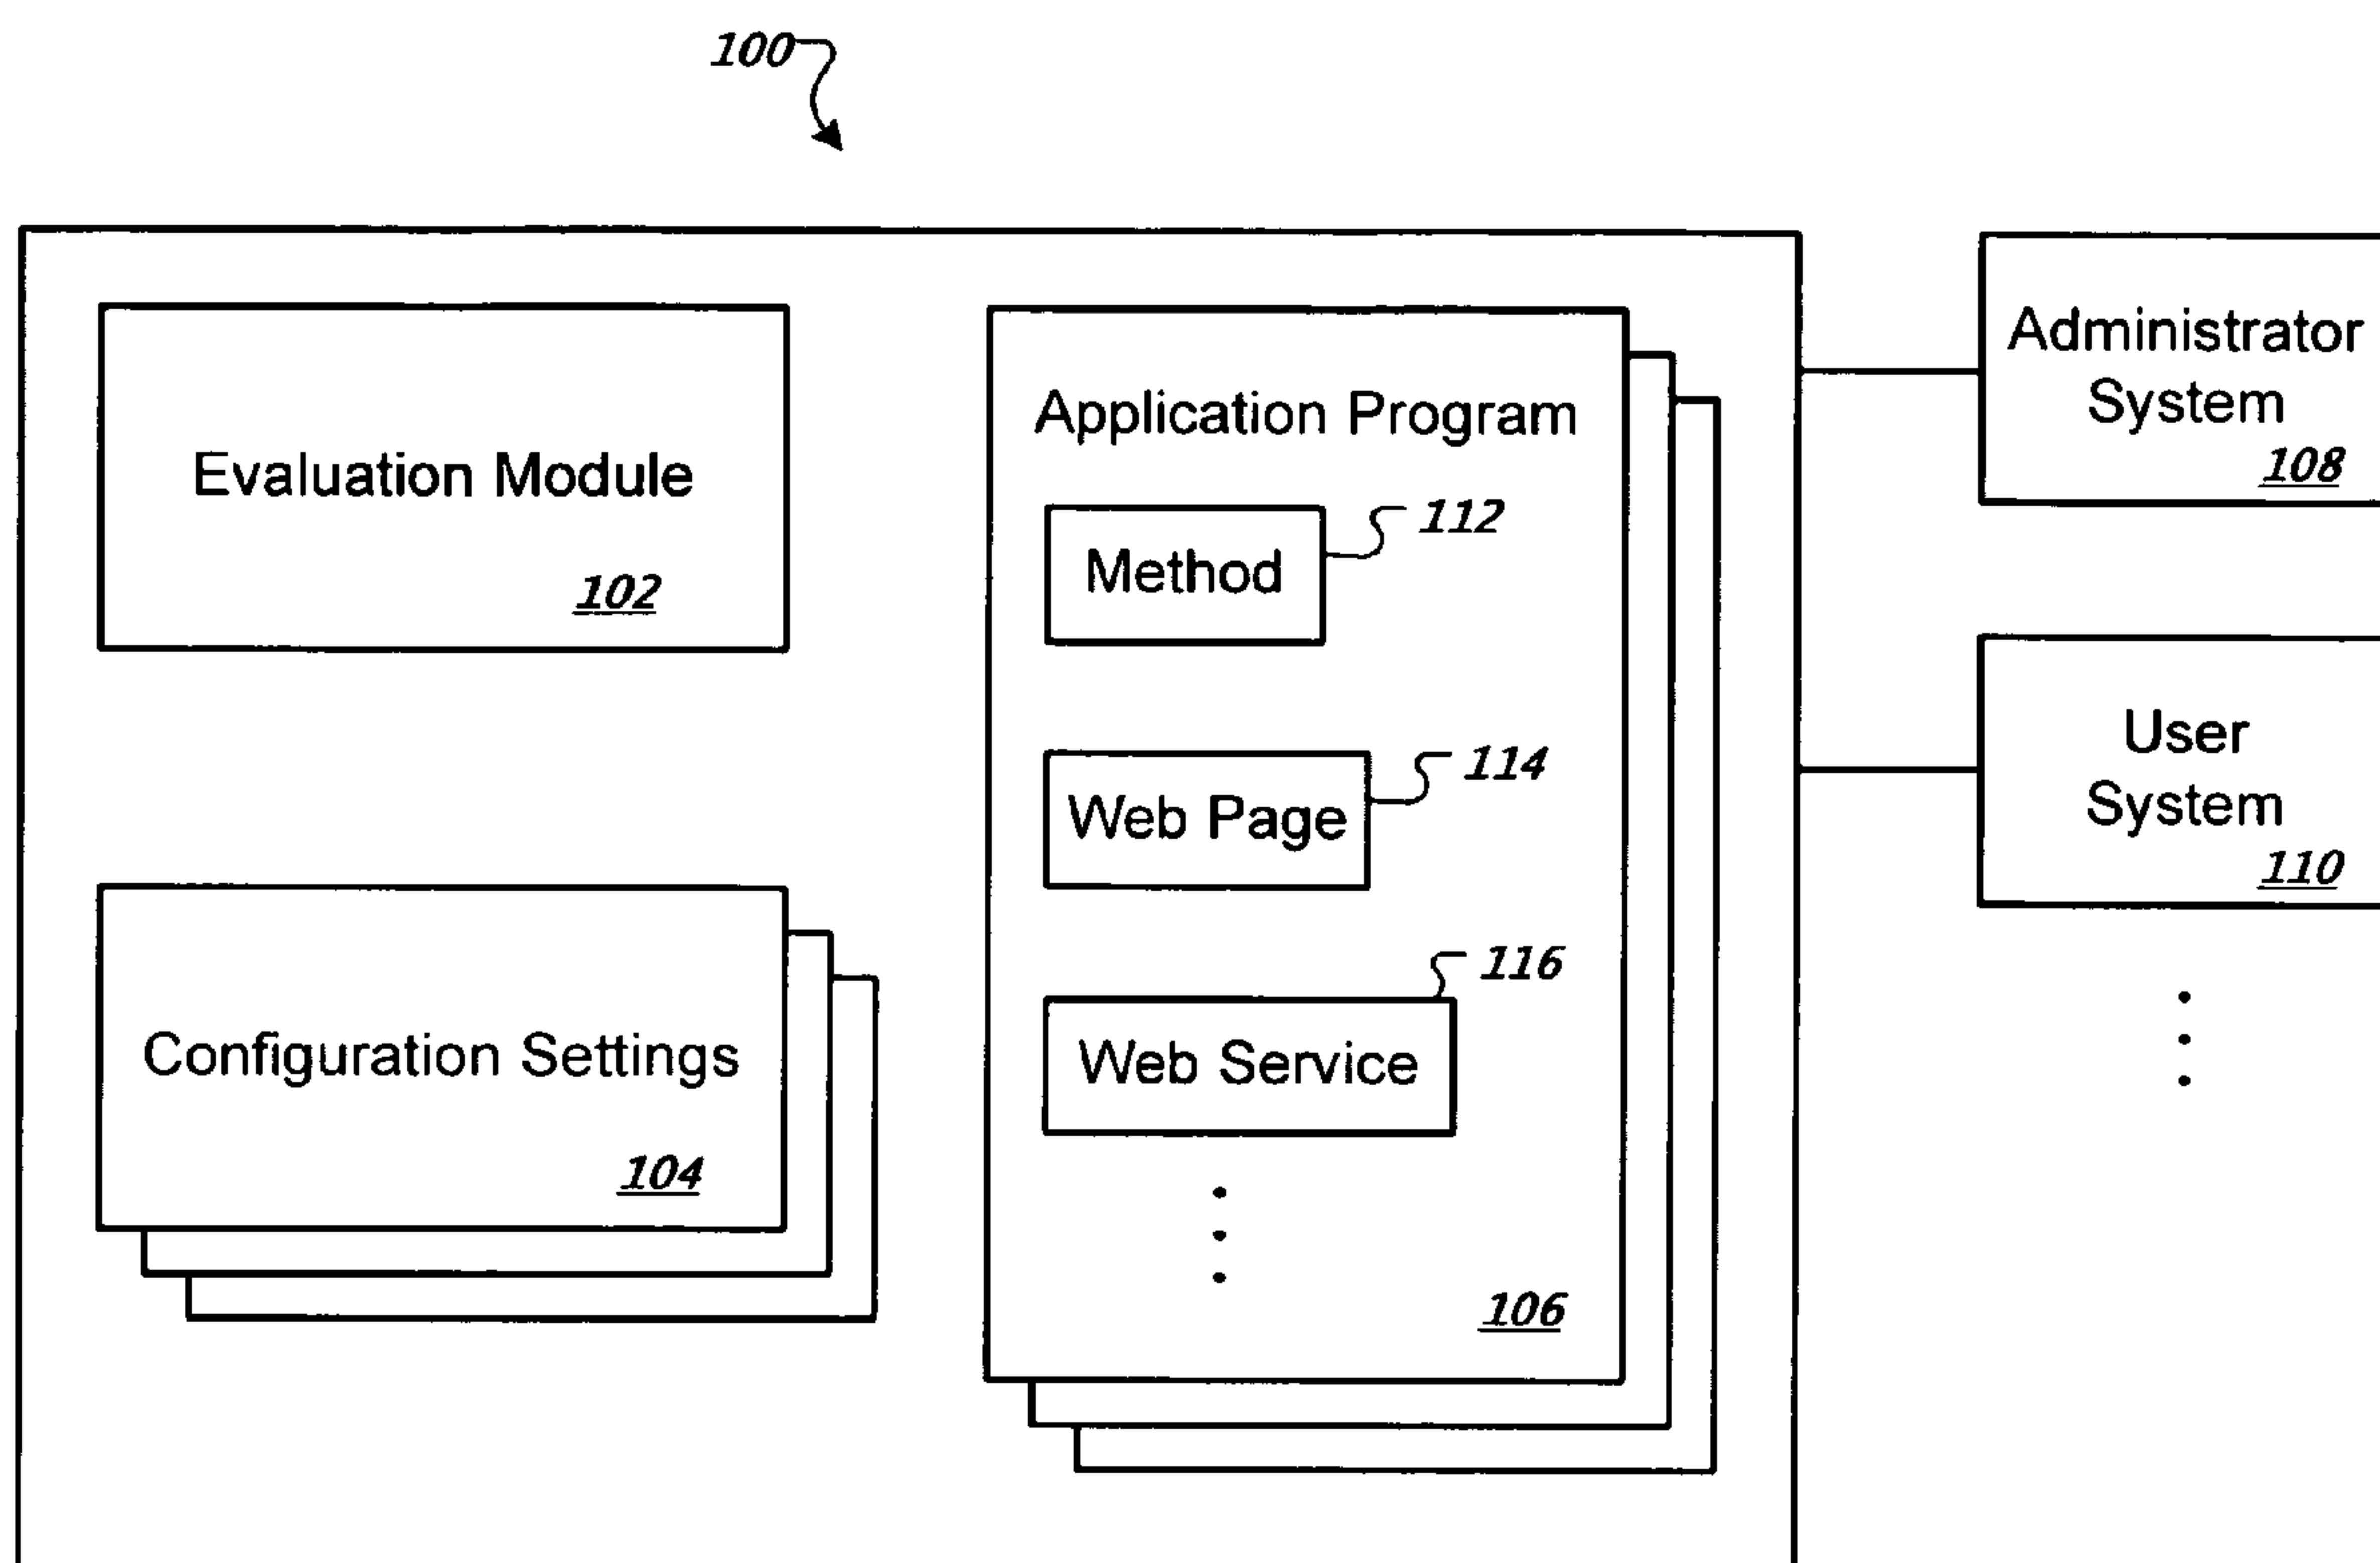 100
Evaluation Module
102
Configuration Settings
104
Application Program
Method
112
Web Page
114
Web Service
116
106
Administrator
System
108
User
System
110